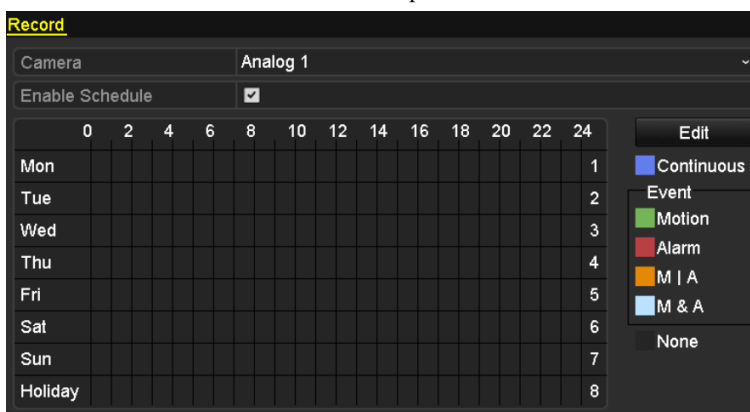 Record
Camera Analog 1
Enable Schedule
0 2 4 6 8 10 12 14 16 18 20 22 24 Edit
Mon 1 Continuous
Tue 2 Event
Wed 3 Motion
Thu 4 Alarm
Fri 5 M | A
Sat 6 M & A
Sun 7 None
Holiday 8